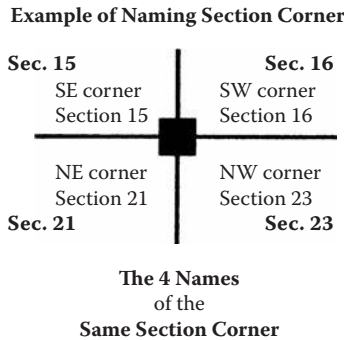 Example of Naming Section Corner
Sec. 15
Sec. 16
SE corner
Section 15
SW corner
Section 16
NE corner
Section 21
NW corner
Section 23
Sec. 21
Sec. 23
The 4 Names
of the
Same Section Corner